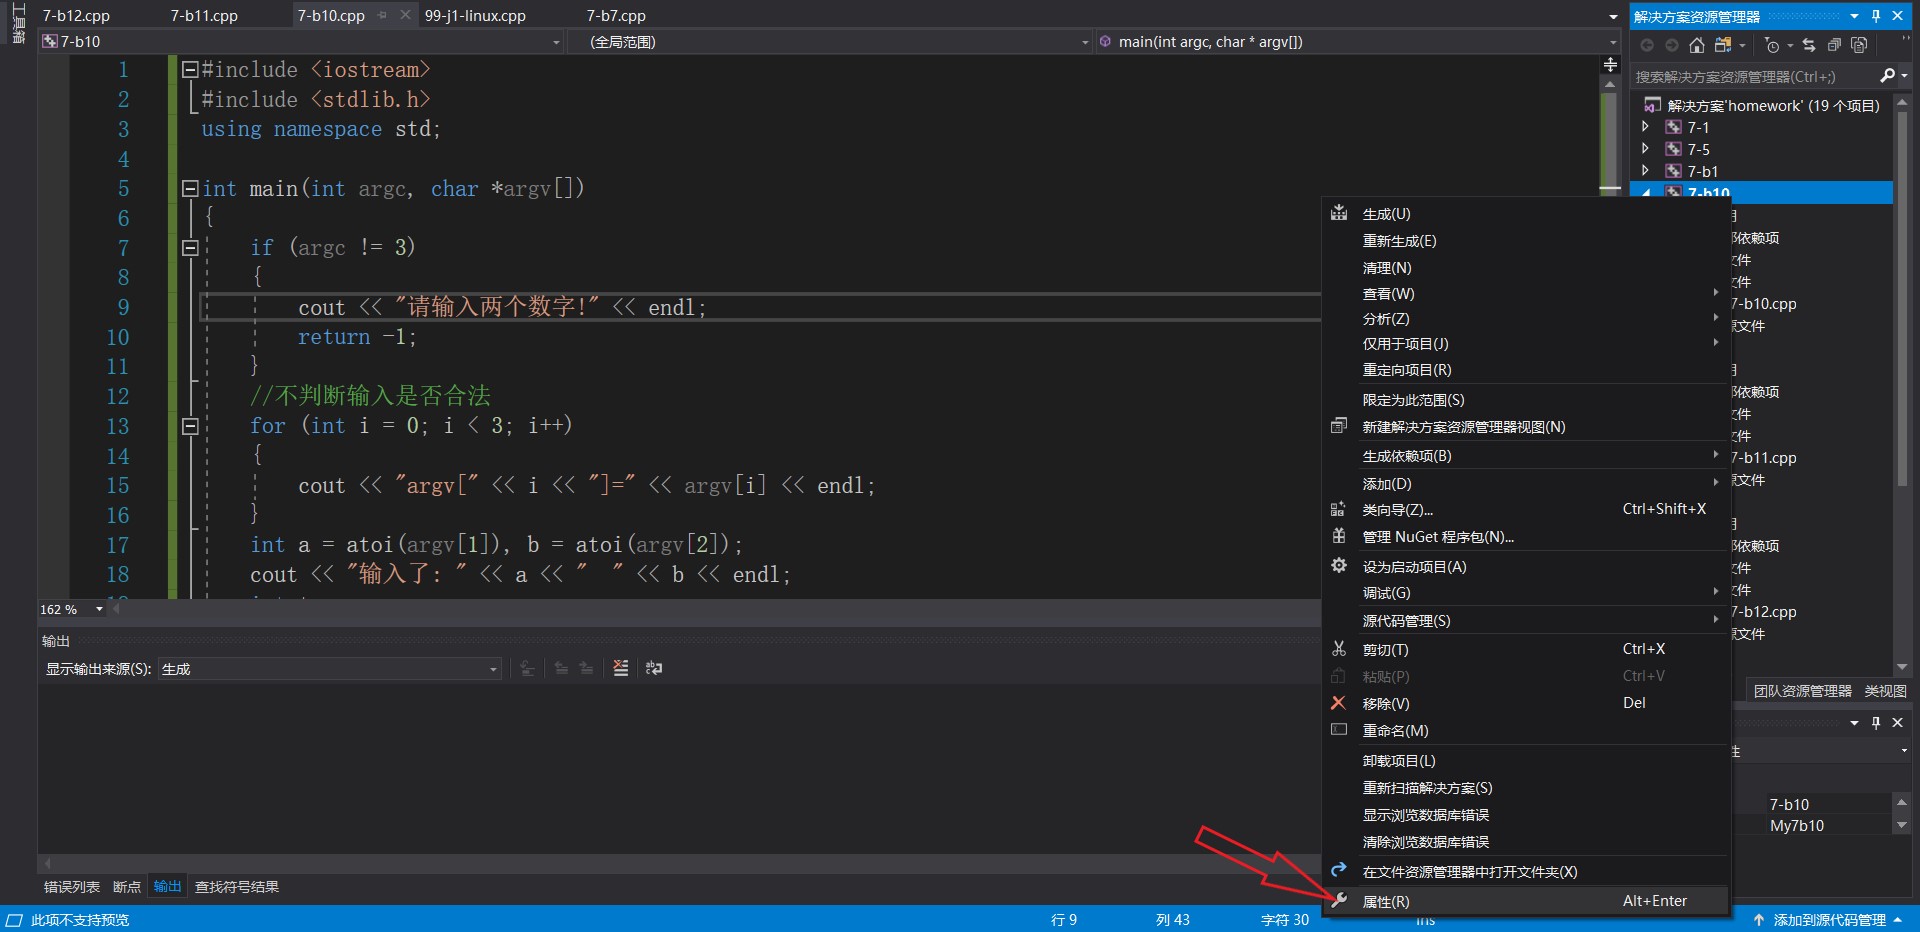 工具箱
7-b12.cpp 7-b11.cpp 7-b10.cpp 99-j1-linux.cpp 7-b7.cpp
7-b10 (全局范围) main(int argc, char * argv[])
1 #include <iostream>
2 #include <stdlib.h>
3 using namespace std;
4
5 int main(int argc, char *argv[])
6 {
7 if (argc != 3)
8 {
9 cout << "请输入两个数字!" << endl;
10 return -1;
11 }
12 //不判断输入是否合法
13 for (int i = 0; i < 3; i++)
14 {
15 cout << "argv[" << i << "]=" << argv[i] << endl;
16 }
17 int a = atoi(argv[1]), b = atoi(argv[2]);
18 cout << "输入了: " << a << "  " << b << endl;
162 %
输出
显示输出来源(S): 生成
错误列表 断点 输出 查找符号结果
解决方案资源管理器
搜索解决方案资源管理器(Ctrl+;)
解决方案'homework' (19 个项目)
7-1
7-5
7-b1
7-b10
依赖项
文件
件
7-b10.cpp
文件
依赖项
文件
件
7-b11.cpp
文件
依赖项
文件
件
7-b12.cpp
文件
团队资源管理器 类视图
性
7-b10
My7b10
生成(U)
重新生成(E)
清理(N)
查看(W)
分析(Z)
仅用于项目(J)
重定向项目(R)
限定为此范围(S)
新建解决方案资源管理器视图(N)
生成依赖项(B)
添加(D)
类向导(Z)... Ctrl+Shift+X
管理 NuGet 程序包(N)...
设为启动项目(A)
调试(G)
源代码管理(S)
剪切(T) Ctrl+X
粘贴(P) Ctrl+V
移除(V) Del
重命名(M)
卸载项目(L)
重新扫描解决方案(S)
显示浏览数据库错误
清除浏览数据库错误
在文件资源管理器中打开文件夹(X)
属性(R) Alt+Enter
此项不支持预览 行 9 列 43 字符 30 Ins 添加到源代码管理